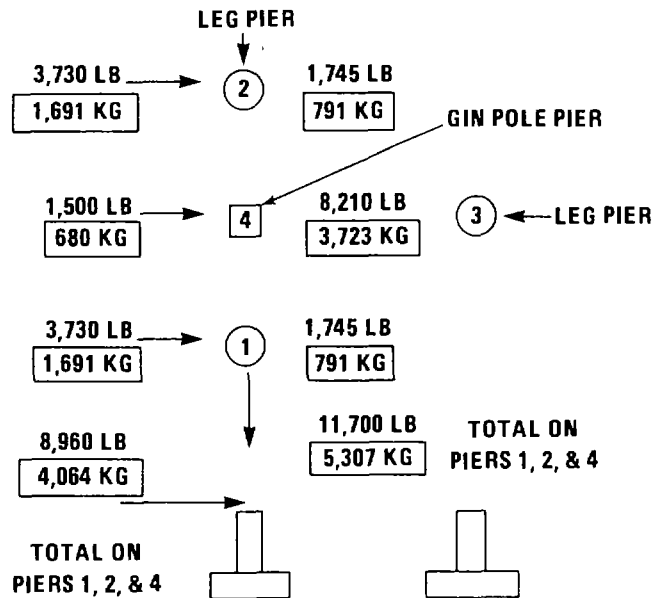 LEG PIER
3,730 LB
1,691 KG
2
1,745 LB
791 KG
GIN POLE PIER
1,500 LB
680 KG
4
8,210 LB
3,723 KG
3
LEG PIER
3,730 LB
1,691 KG
1
1,745 LB
791 KG
8,960 LB
4,064 KG
11,700 LB
5,307 KG
TOTAL ON
PIERS 1, 2, & 4
TOTAL ON
PIERS 1, 2, & 4